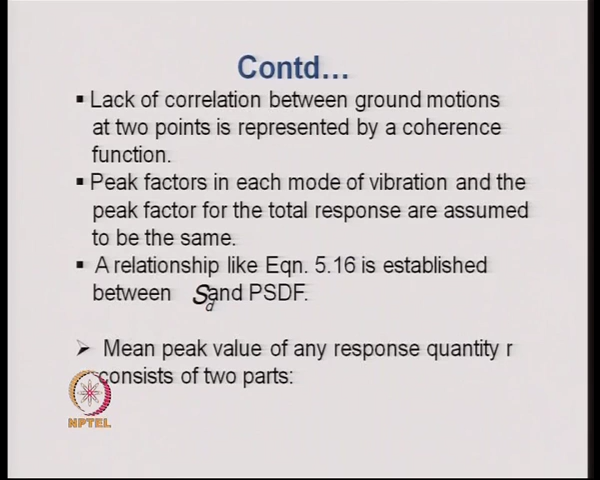 Contd...
▪ Lack of correlation between ground motions
at two points is represented by a coherence
function.
▪ Peak factors in each mode of vibration and the
peak factor for the total response are assumed
to be the same.
▪ A relationship like Eqn. 5.16 is established
between Sd and PSDF.
➢ Mean peak value of any response quantity r
consists of two parts:
NPTEL